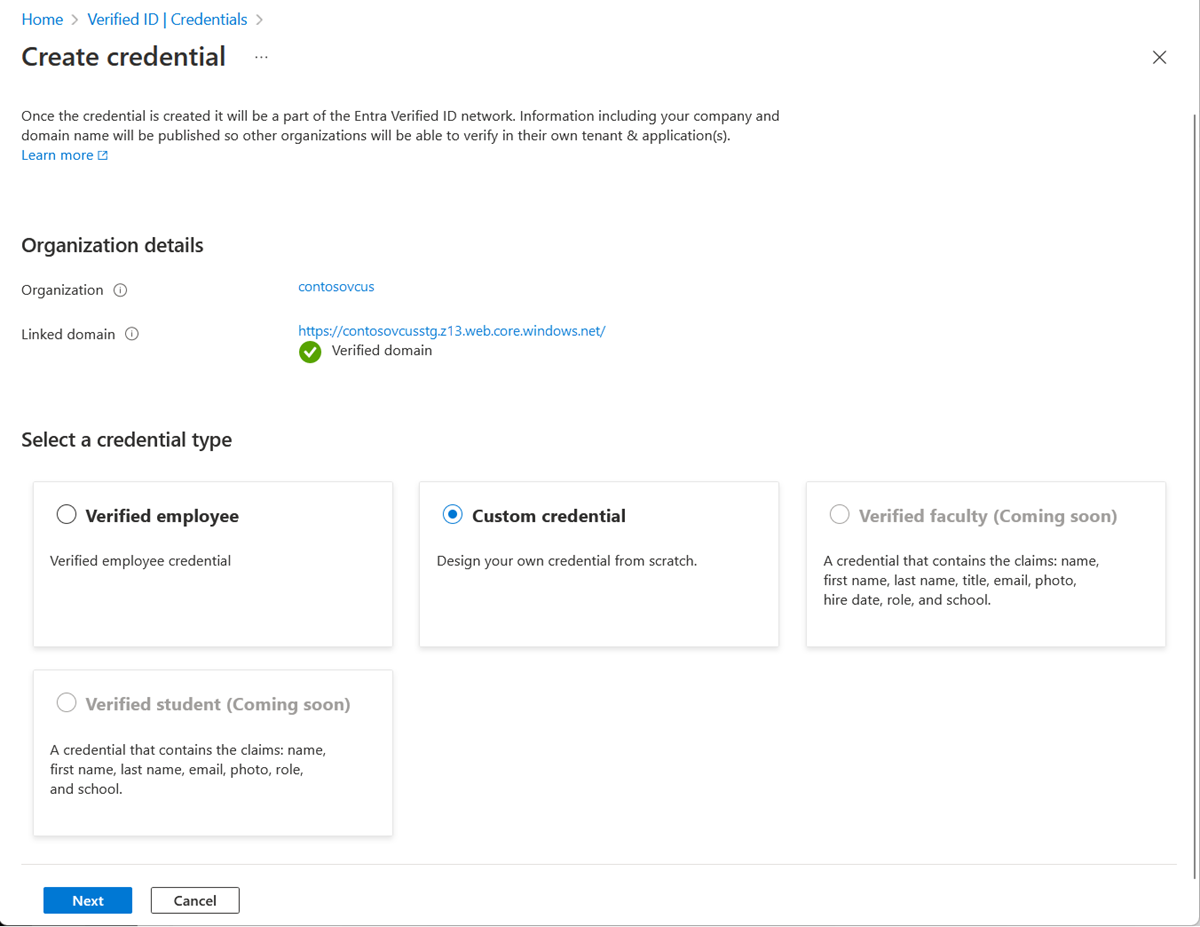 Home > Verified ID | Credentials >
Create credential ...
Once the credential is created it will be a part of the Entra Verified ID network. Information including your company and
domain name will be published so other organizations will be able to verify in their own tenant & application(s).
Learn more
Organization details
Organization
contosovcus
Linked domain
https://contosovcusstg.z13.web.core.windows.net/
Verified domain
Select a credential type
Verified employee
Verified employee credential
Custom credential
Design your own credential from scratch.
Verified faculty (Coming soon)
A credential that contains the claims: name,
first name, last name, title, email, photo,
hire date, role, and school.
Verified student (Coming soon)
A credential that contains the claims: name,
first name, last name, email, photo, role,
and school.
Next
Cancel